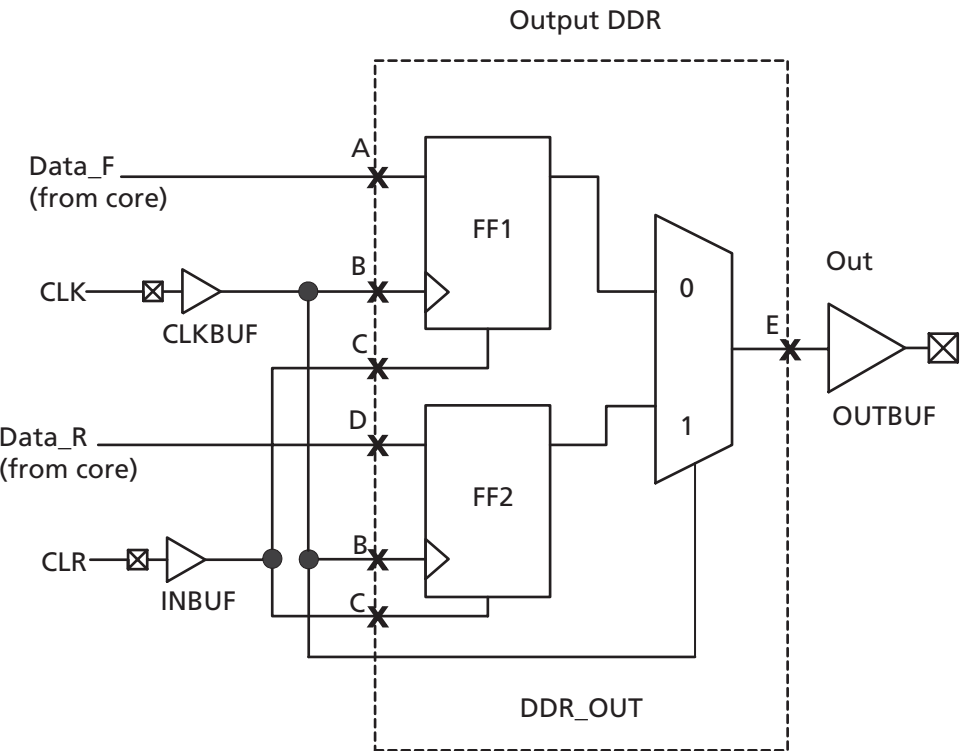 Output DDR
A
Data_F
(from core)
FF1
B
CLK
CLKBUF
0
Out
E
C
OUTBUF
D
Data_R
(from core)
1
FF2
B
CLR
INBUF
C
DDR_OUT